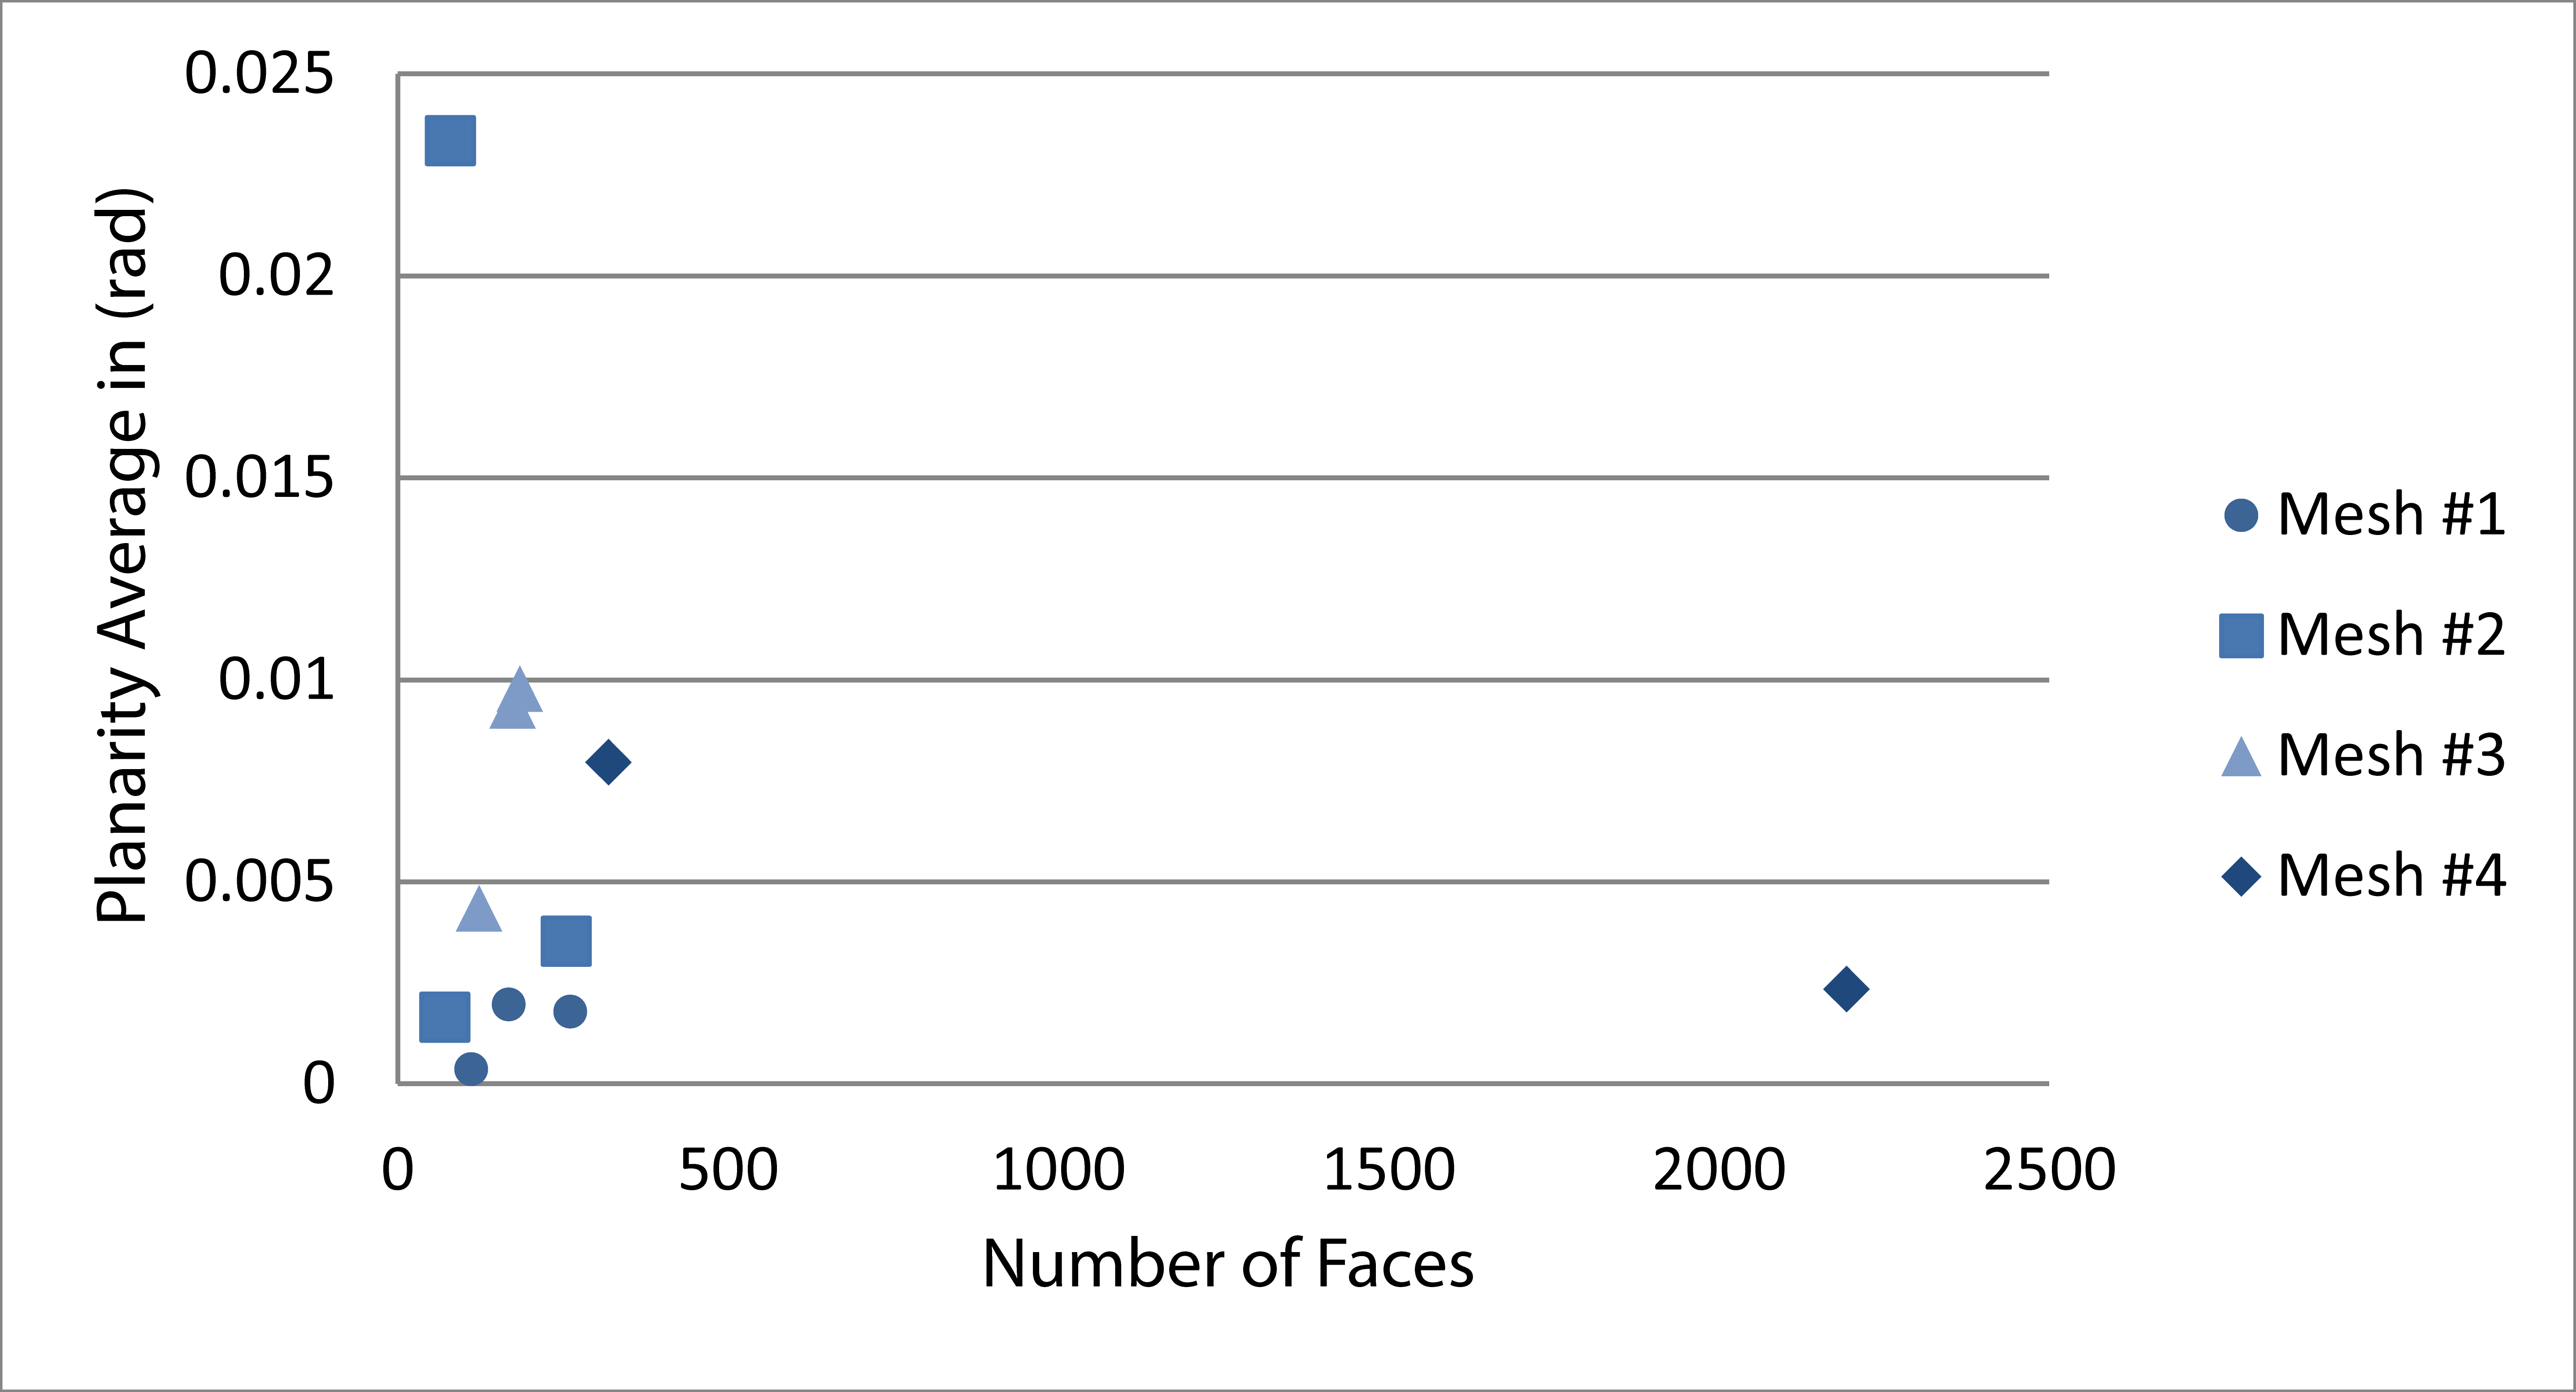 Planarity Average in (rad)
0.025
0.02
0.015
0.01
0.005
0
0 500 1000 1500 2000 2500
Number of Faces
Mesh #1
Mesh #2
Mesh #3
Mesh #4